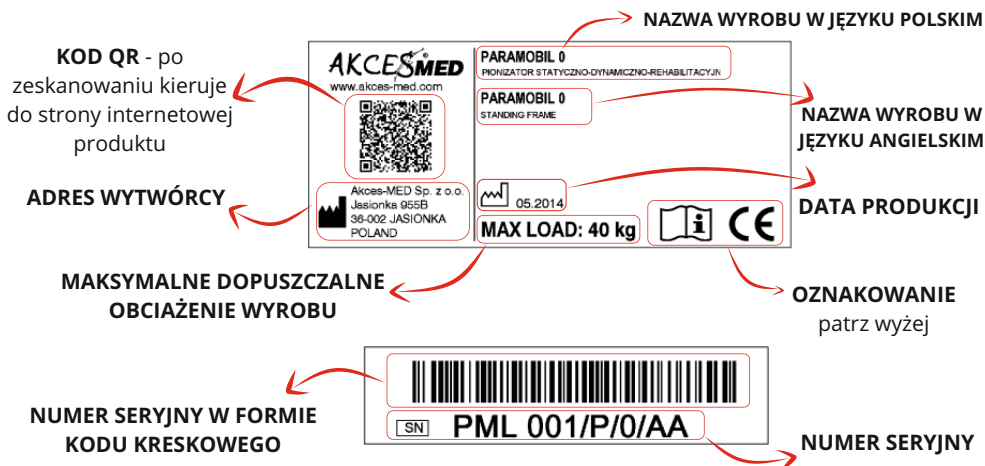 NAZWA WYROBU W JĘZYKU POLSKIM
KOD QR - po
zeskanowaniu kieruje
do strony internetowej
produktu
AKCESMED
www.akces-med.com
PARAMOBIL 0
PIONIZATOR STATYCZNO-DYNAMICZNO-REHABILITACYJN
PARAMOBIL 0
STANDING FRAME
NAZWA WYROBU W
JĘZYKU ANGIELSKIM
ADRES WYTWÓRCY
Akces-MED Sp. z o.o.
Jasionka 955B
36-002 JASIONKA
POLAND
05.2014
MAX LOAD: 40 kg
i
CE
DATA PRODUKCJI
MAKSYMALNE DOPUSZCZALNE
OBCIAŻENIE WYROBU
OZNAKOWANIE
patrz wyżej
NUMER SERYJNY W FORMIE
KODU KRESKOWEGO
SN PML 001/P/0/AA
NUMER SERYJNY